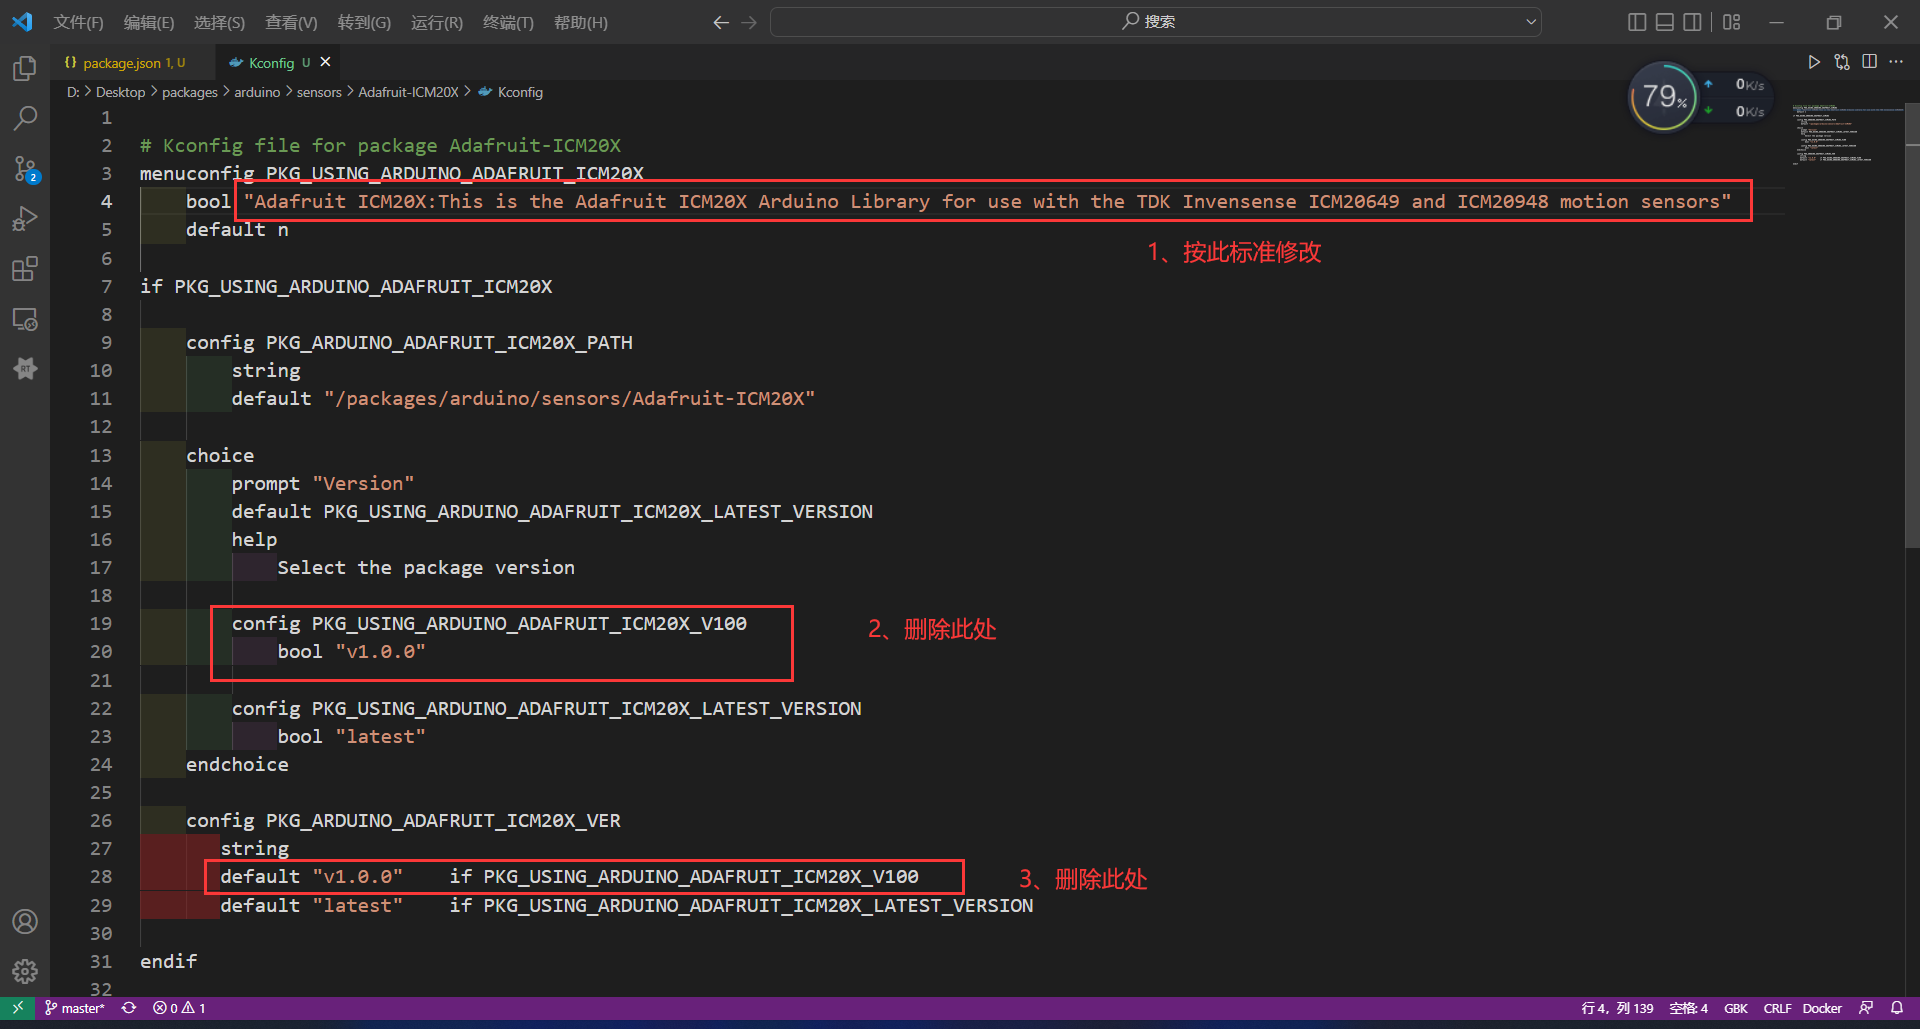 文件(F) 编辑(E) 选择(S) 查看(V) 转到(G) 运行(R) 终端(T) 帮助(H) 搜索
package.json 1, U Kconfig U
D: > Desktop > packages > arduino > sensors > Adafruit-ICM20X > Kconfig
79% 0K/s
0K/s
1
2 # Kconfig file for package Adafruit-ICM20X
3 menuconfig PKG_USING_ARDUINO_ADAFRUIT_ICM20X
4 bool "Adafruit ICM20X:This is the Adafruit ICM20X Arduino Library for use with the TDK Invensense ICM20649 and ICM20948 motion sensors"
5 default n
1、按此标准修改
6
7 if PKG_USING_ARDUINO_ADAFRUIT_ICM20X
8
9 config PKG_ARDUINO_ADAFRUIT_ICM20X_PATH
10 string
11 default "/packages/arduino/sensors/Adafruit-ICM20X"
12
13 choice
14 prompt "Version"
15 default PKG_USING_ARDUINO_ADAFRUIT_ICM20X_LATEST_VERSION
16 help
17 Select the package version
18
19 config PKG_USING_ARDUINO_ADAFRUIT_ICM20X_V100
2、删除此处
20 bool "v1.0.0"
21
22 config PKG_USING_ARDUINO_ADAFRUIT_ICM20X_LATEST_VERSION
23 bool "latest"
24 endchoice
25
26 config PKG_ARDUINO_ADAFRUIT_ICM20X_VER
27 string
28 default "v1.0.0" if PKG_USING_ARDUINO_ADAFRUIT_ICM20X_V100
3、删除此处
29 default "latest" if PKG_USING_ARDUINO_ADAFRUIT_ICM20X_LATEST_VERSION
30
31 endif
32
2
RT
master* 0 1 行 4，列 139 空格: 4 GBK CRLF Docker